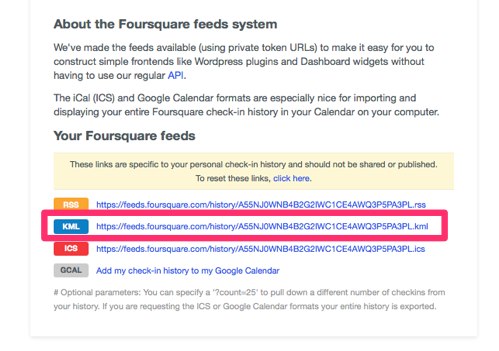 About the Foursquare feeds system
We've made the feeds available (using private token URLs) to make it easy for you to
construct simple frontends like Wordpress plugins and Dashboard widgets without
having to use our regular API.
The iCal (ICS) and Google Calendar formats are especially nice for importing and
displaying your entire Foursquare check-in history in your Calendar on your computer.
Your Foursquare feeds
These links are specific to your personal check-in history and should not be shared or published.
To reset these links, click here.
RSS https://feeds.foursquare.com/history/A55NJ0WNB4B2G2IWC1CE4AWQ3P5PA3PL.rss
KML https://feeds.foursquare.com/history/A55NJ0WNB4B2G2IWC1CE4AWQ3P5PA3PL.kml
ICS https://feeds.foursquare.com/history/A55NJ0WNB4B2G2IWC1CE4AWQ3P5PA3PL.ics
GCAL Add my check-in history to my Google Calendar
# Optional parameters: You can specify a '?count=25' to pull down a different number of checkins from
your history. If you are requesting the ICS or Google Calendar formats your entire history is exported.